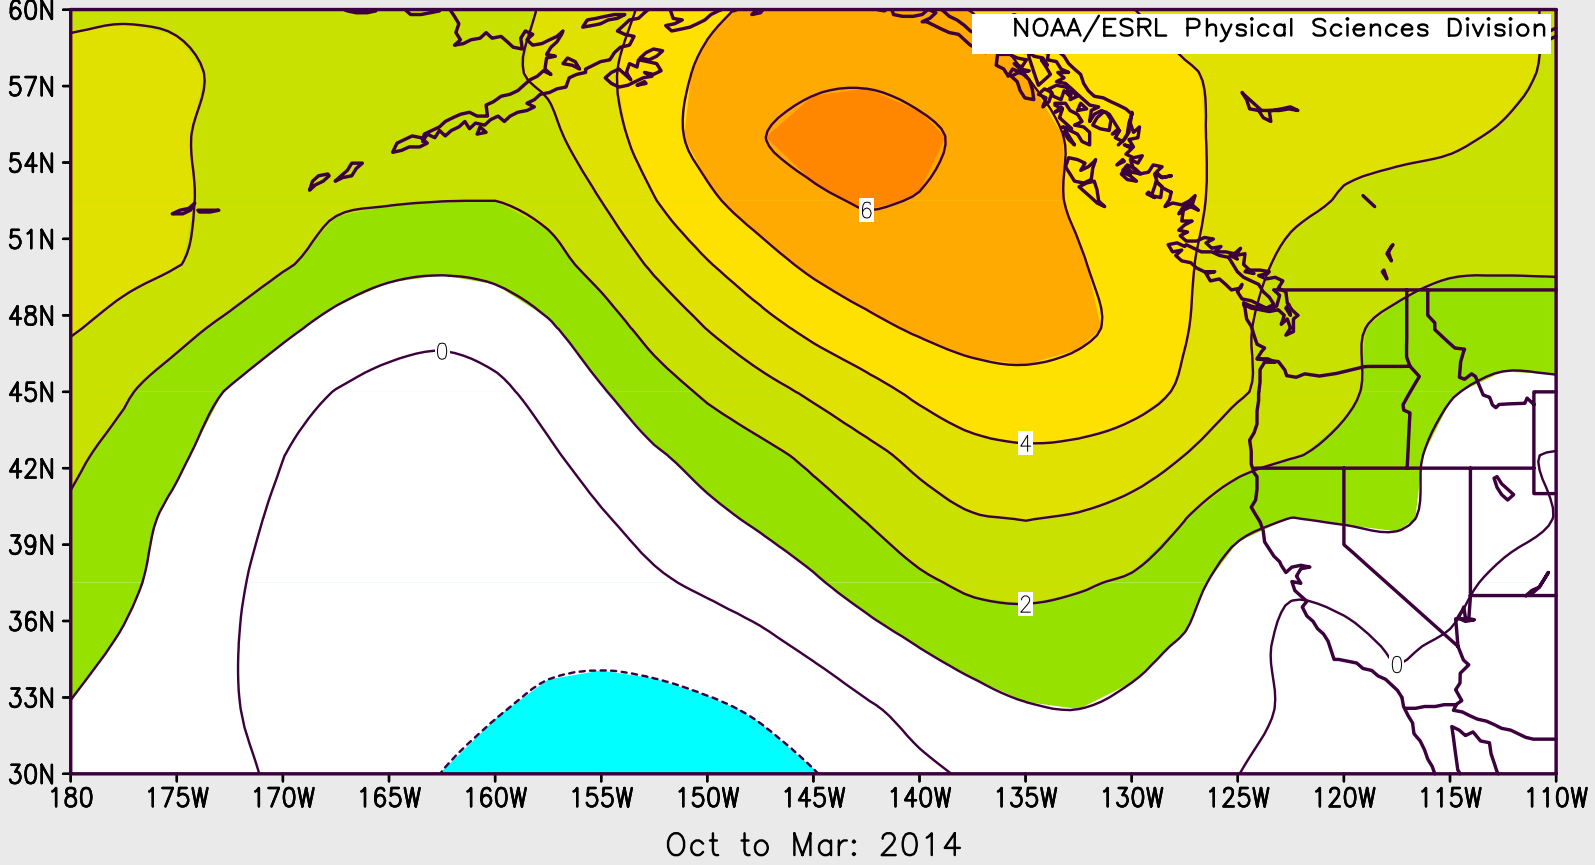 60N
NOAA/ESRL Physical Sciences Division
57N
54N
6
51N
48N
0
45N
4
42N
39N
2
36N
0
33N
30N
180 175W 170W 165W 160W 155W 150W 145W 140W 135W 130W 125W 120W 115W 110W
Oct to Mar: 2014